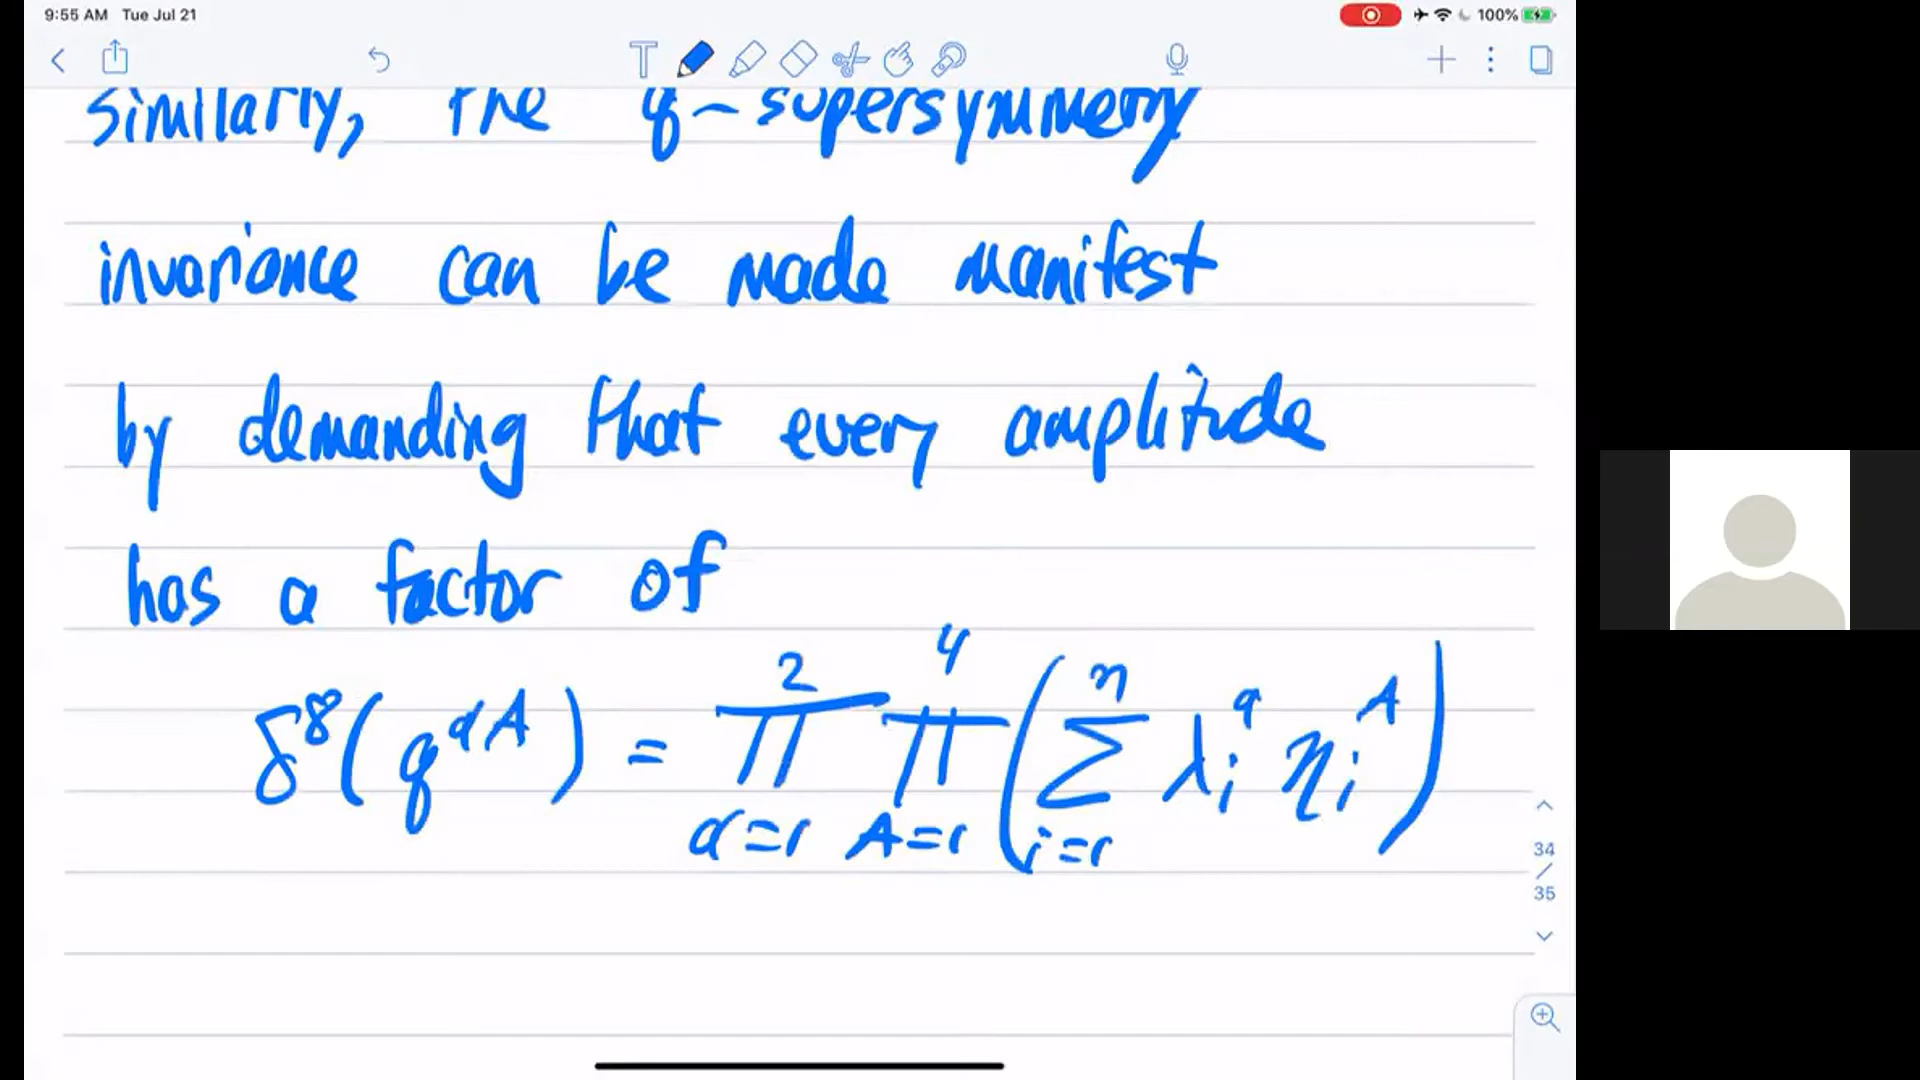 9:55 AM Tue Jul 21
100%
similarly, the q-supersymmetry
invariance can be made manifest
by demanding that every amplitude
has a factor of
δ⁸(q^{αA}) = ∏_{α=1}^{2} ∏_{A=1}^{4} (∑_{i=1}^{n} λ_i^α η_i^A)
34
/
35